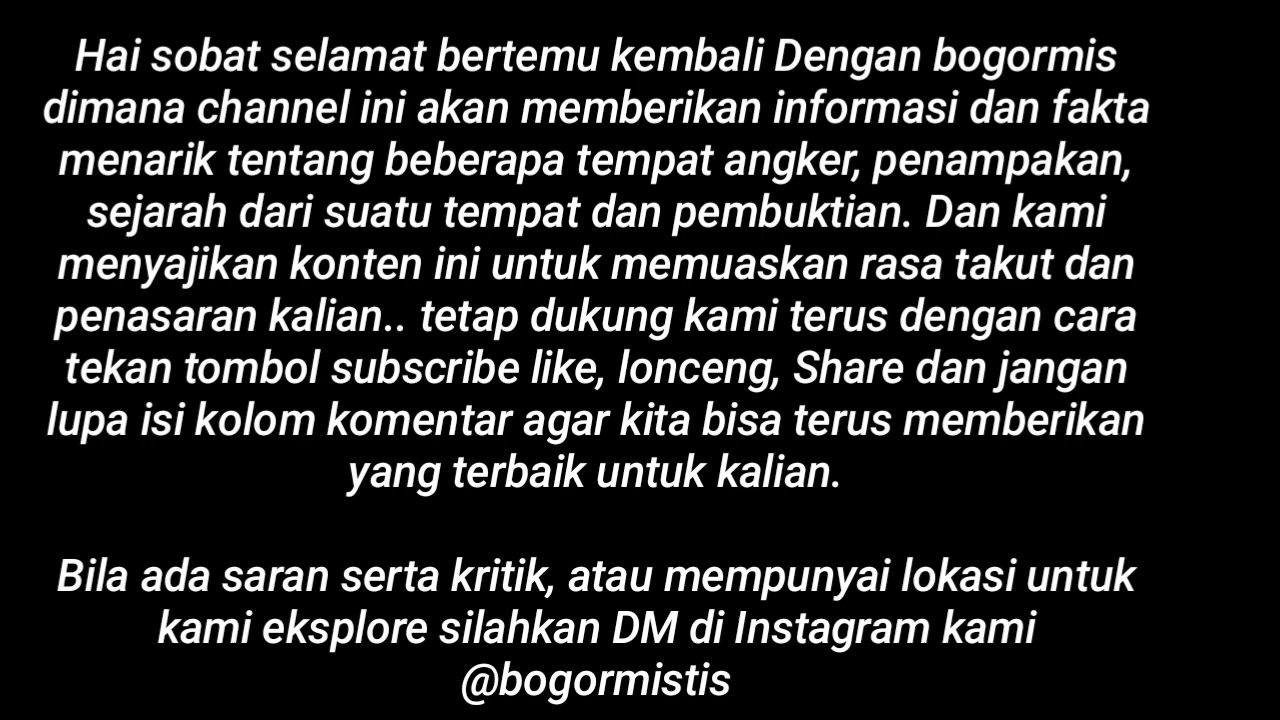 Hai sobat selamat bertemu kembali Dengan bogormis
dimana channel ini akan memberikan informasi dan fakta
menarik tentang beberapa tempat angker, penampakan,
sejarah dari suatu tempat dan pembuktian. Dan kami
menyajikan konten ini untuk memuaskan rasa takut dan
penasaran kalian.. tetap dukung kami terus dengan cara
tekan tombol subscribe like, lonceng, Share dan jangan
lupa isi kolom komentar agar kita bisa terus memberikan
yang terbaik untuk kalian.
Bila ada saran serta kritik, atau mempunyai lokasi untuk
kami eksplore silahkan DM di Instagram kami
@bogormistis